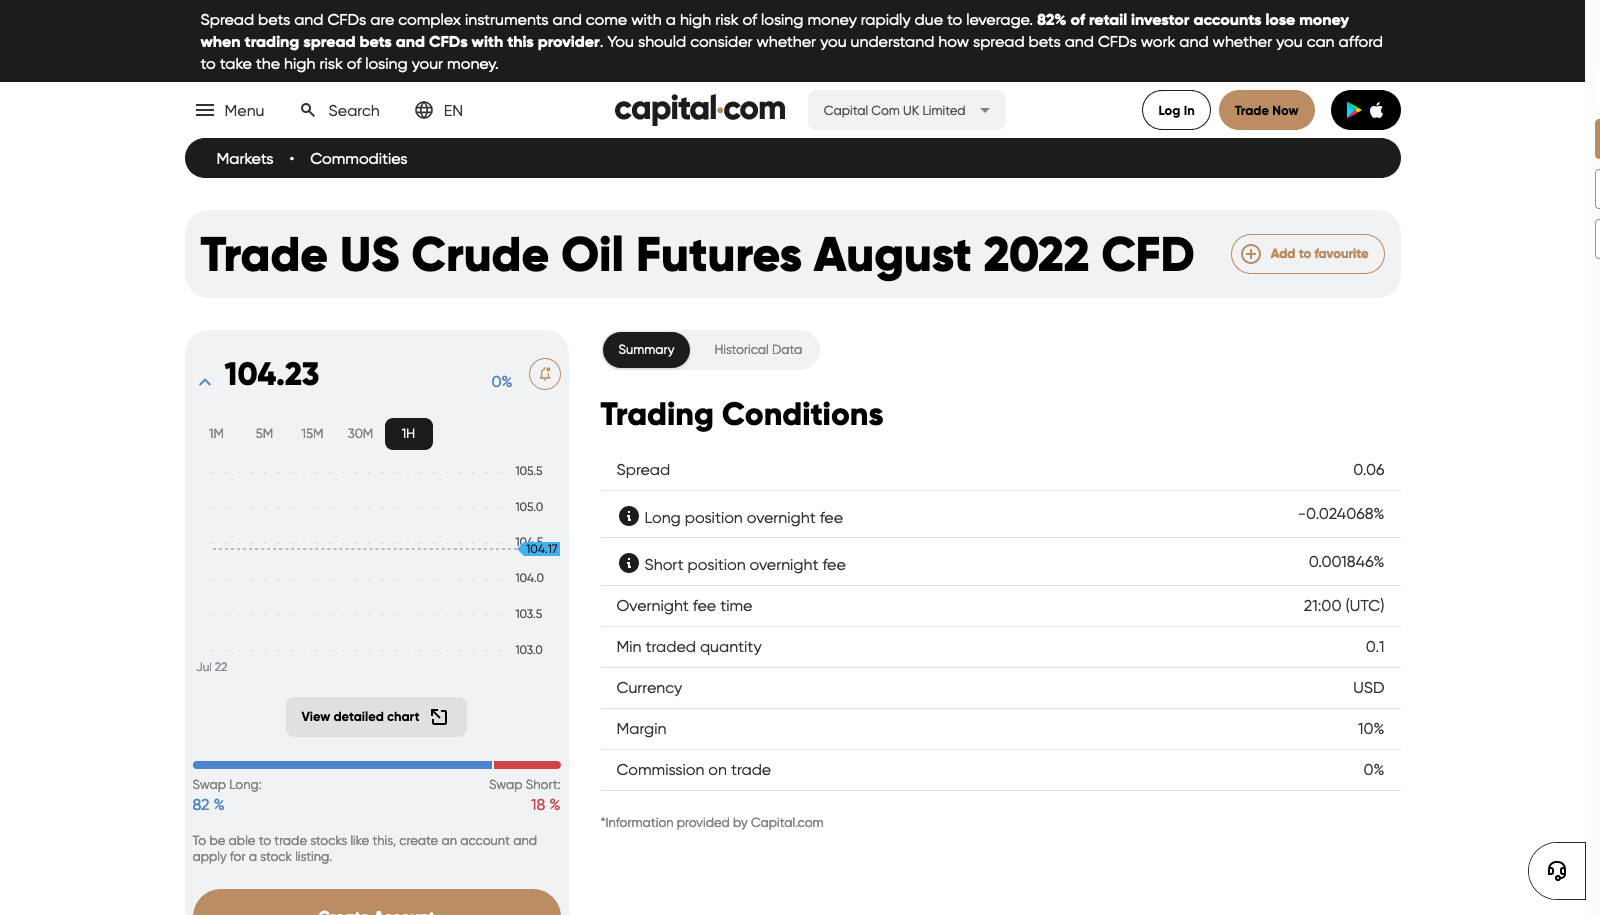 Spread bets and CFDs are complex instruments and come with a high risk of losing money rapidly due to leverage. 82% of retail investor accounts lose money
when trading spread bets and CFDs with this provider. You should consider whether you understand how spread bets and CFDs work and whether you can afford
to take the high risk of losing your money.
Menu Search EN capital.com Capital Com UK Limited Log In Trade Now
Markets • Commodities
Trade US Crude Oil Futures August 2022 CFD Add to favourite
104.23 0%
1M 5M 15M 30M 1H
105.5
105.0
104.5
104.17
104.0
103.5
103.0
Jul 22
View detailed chart
Swap Long: Swap Short:
82 % 18 %
To be able to trade stocks like this, create an account and
apply for a stock listing.
Create Account
Summary Historical Data
Trading Conditions
Spread 0.06
Long position overnight fee -0.024068%
Short position overnight fee 0.001846%
Overnight fee time 21:00 (UTC)
Min traded quantity 0.1
Currency USD
Margin 10%
Commission on trade 0%
*Information provided by Capital.com